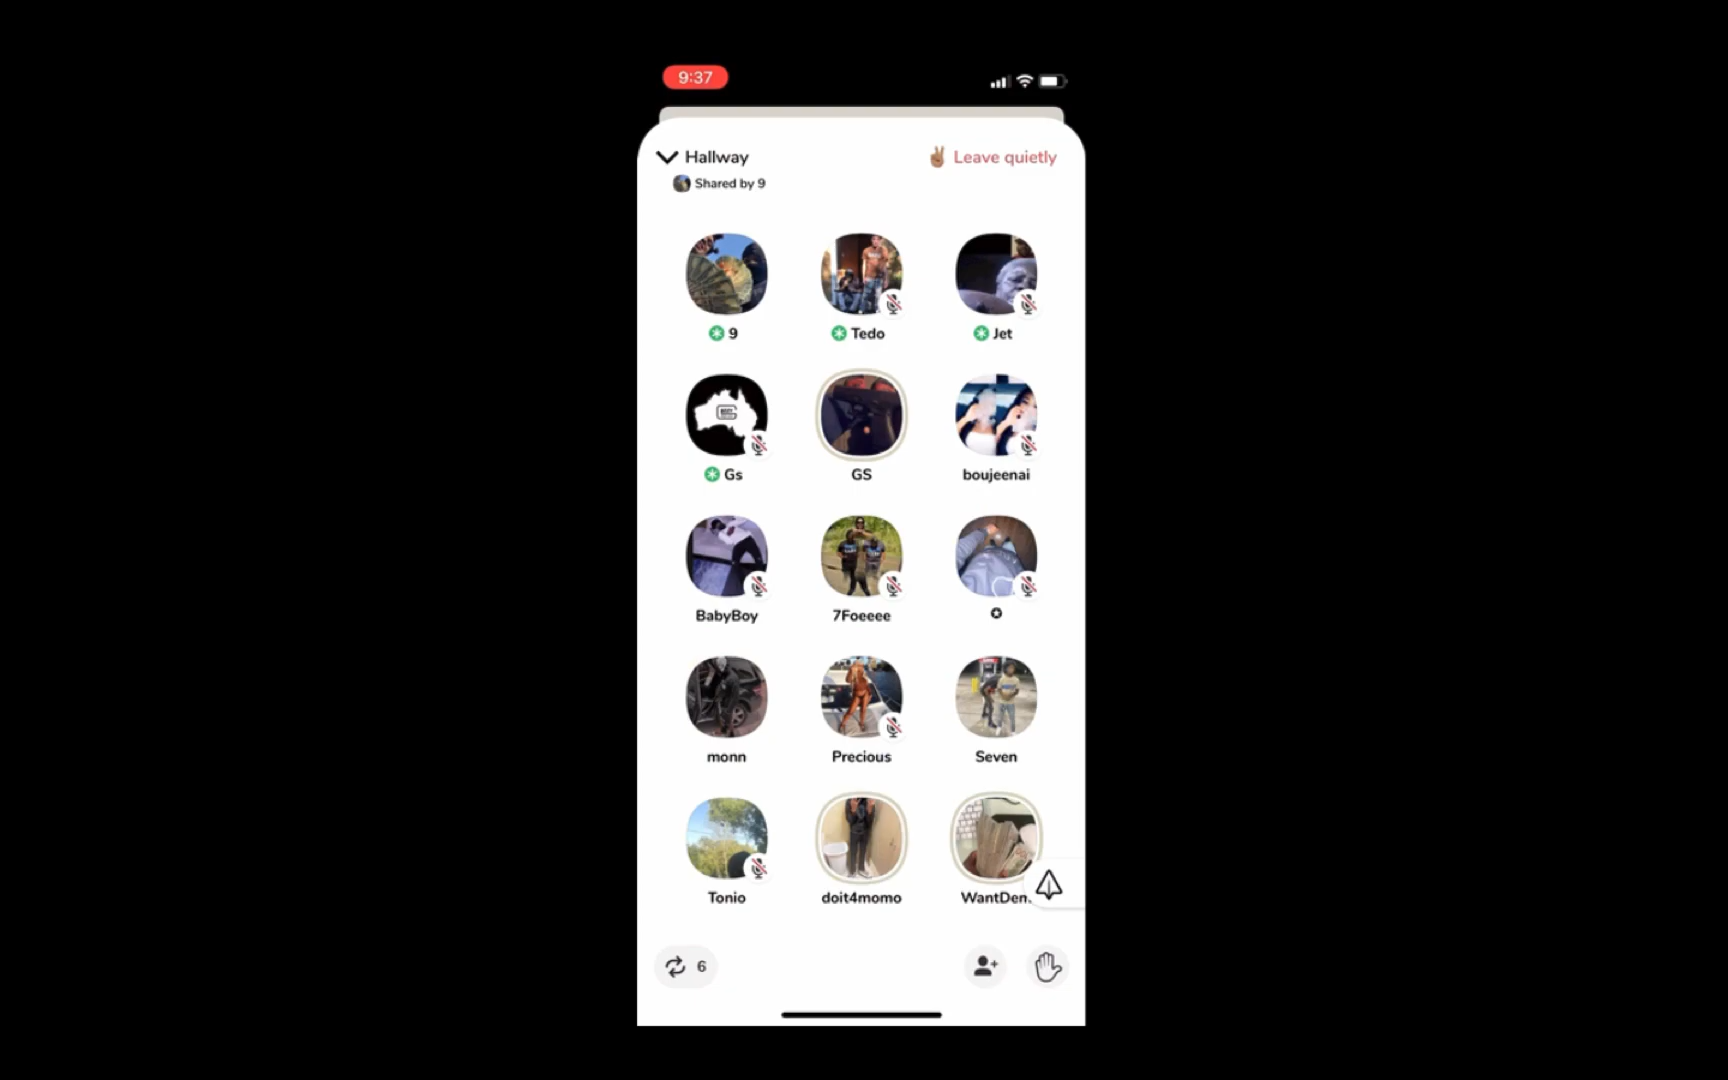 9:37
Hallway
✌🏽 Leave quietly
Shared by 9
9
Tedo
Jet
Gs
GS
boujeenai
BabyBoy
7Foeeee
✪
monn
Precious
Seven
Tonio
doit4momo
WantDem
6